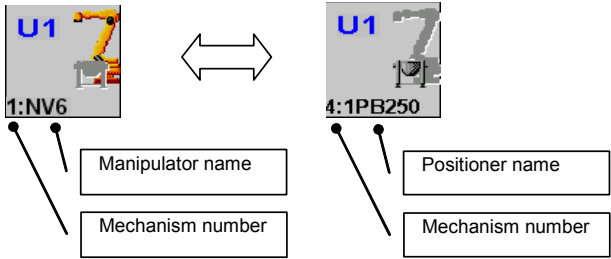 U1
1:NV6
Manipulator name
Mechanism number
U1
4:1PB250
Positioner name
Mechanism number